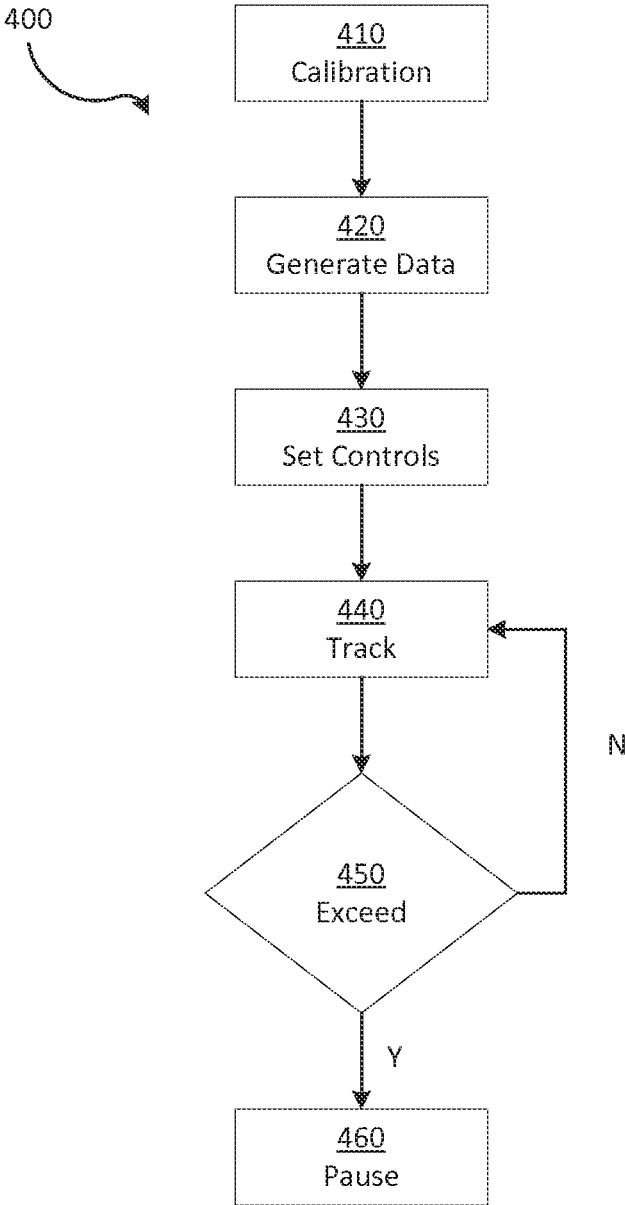 400
410
Calibration
420
Generate Data
430
Set Controls
440
Track
N
450
Exceed
Y
460
Pause